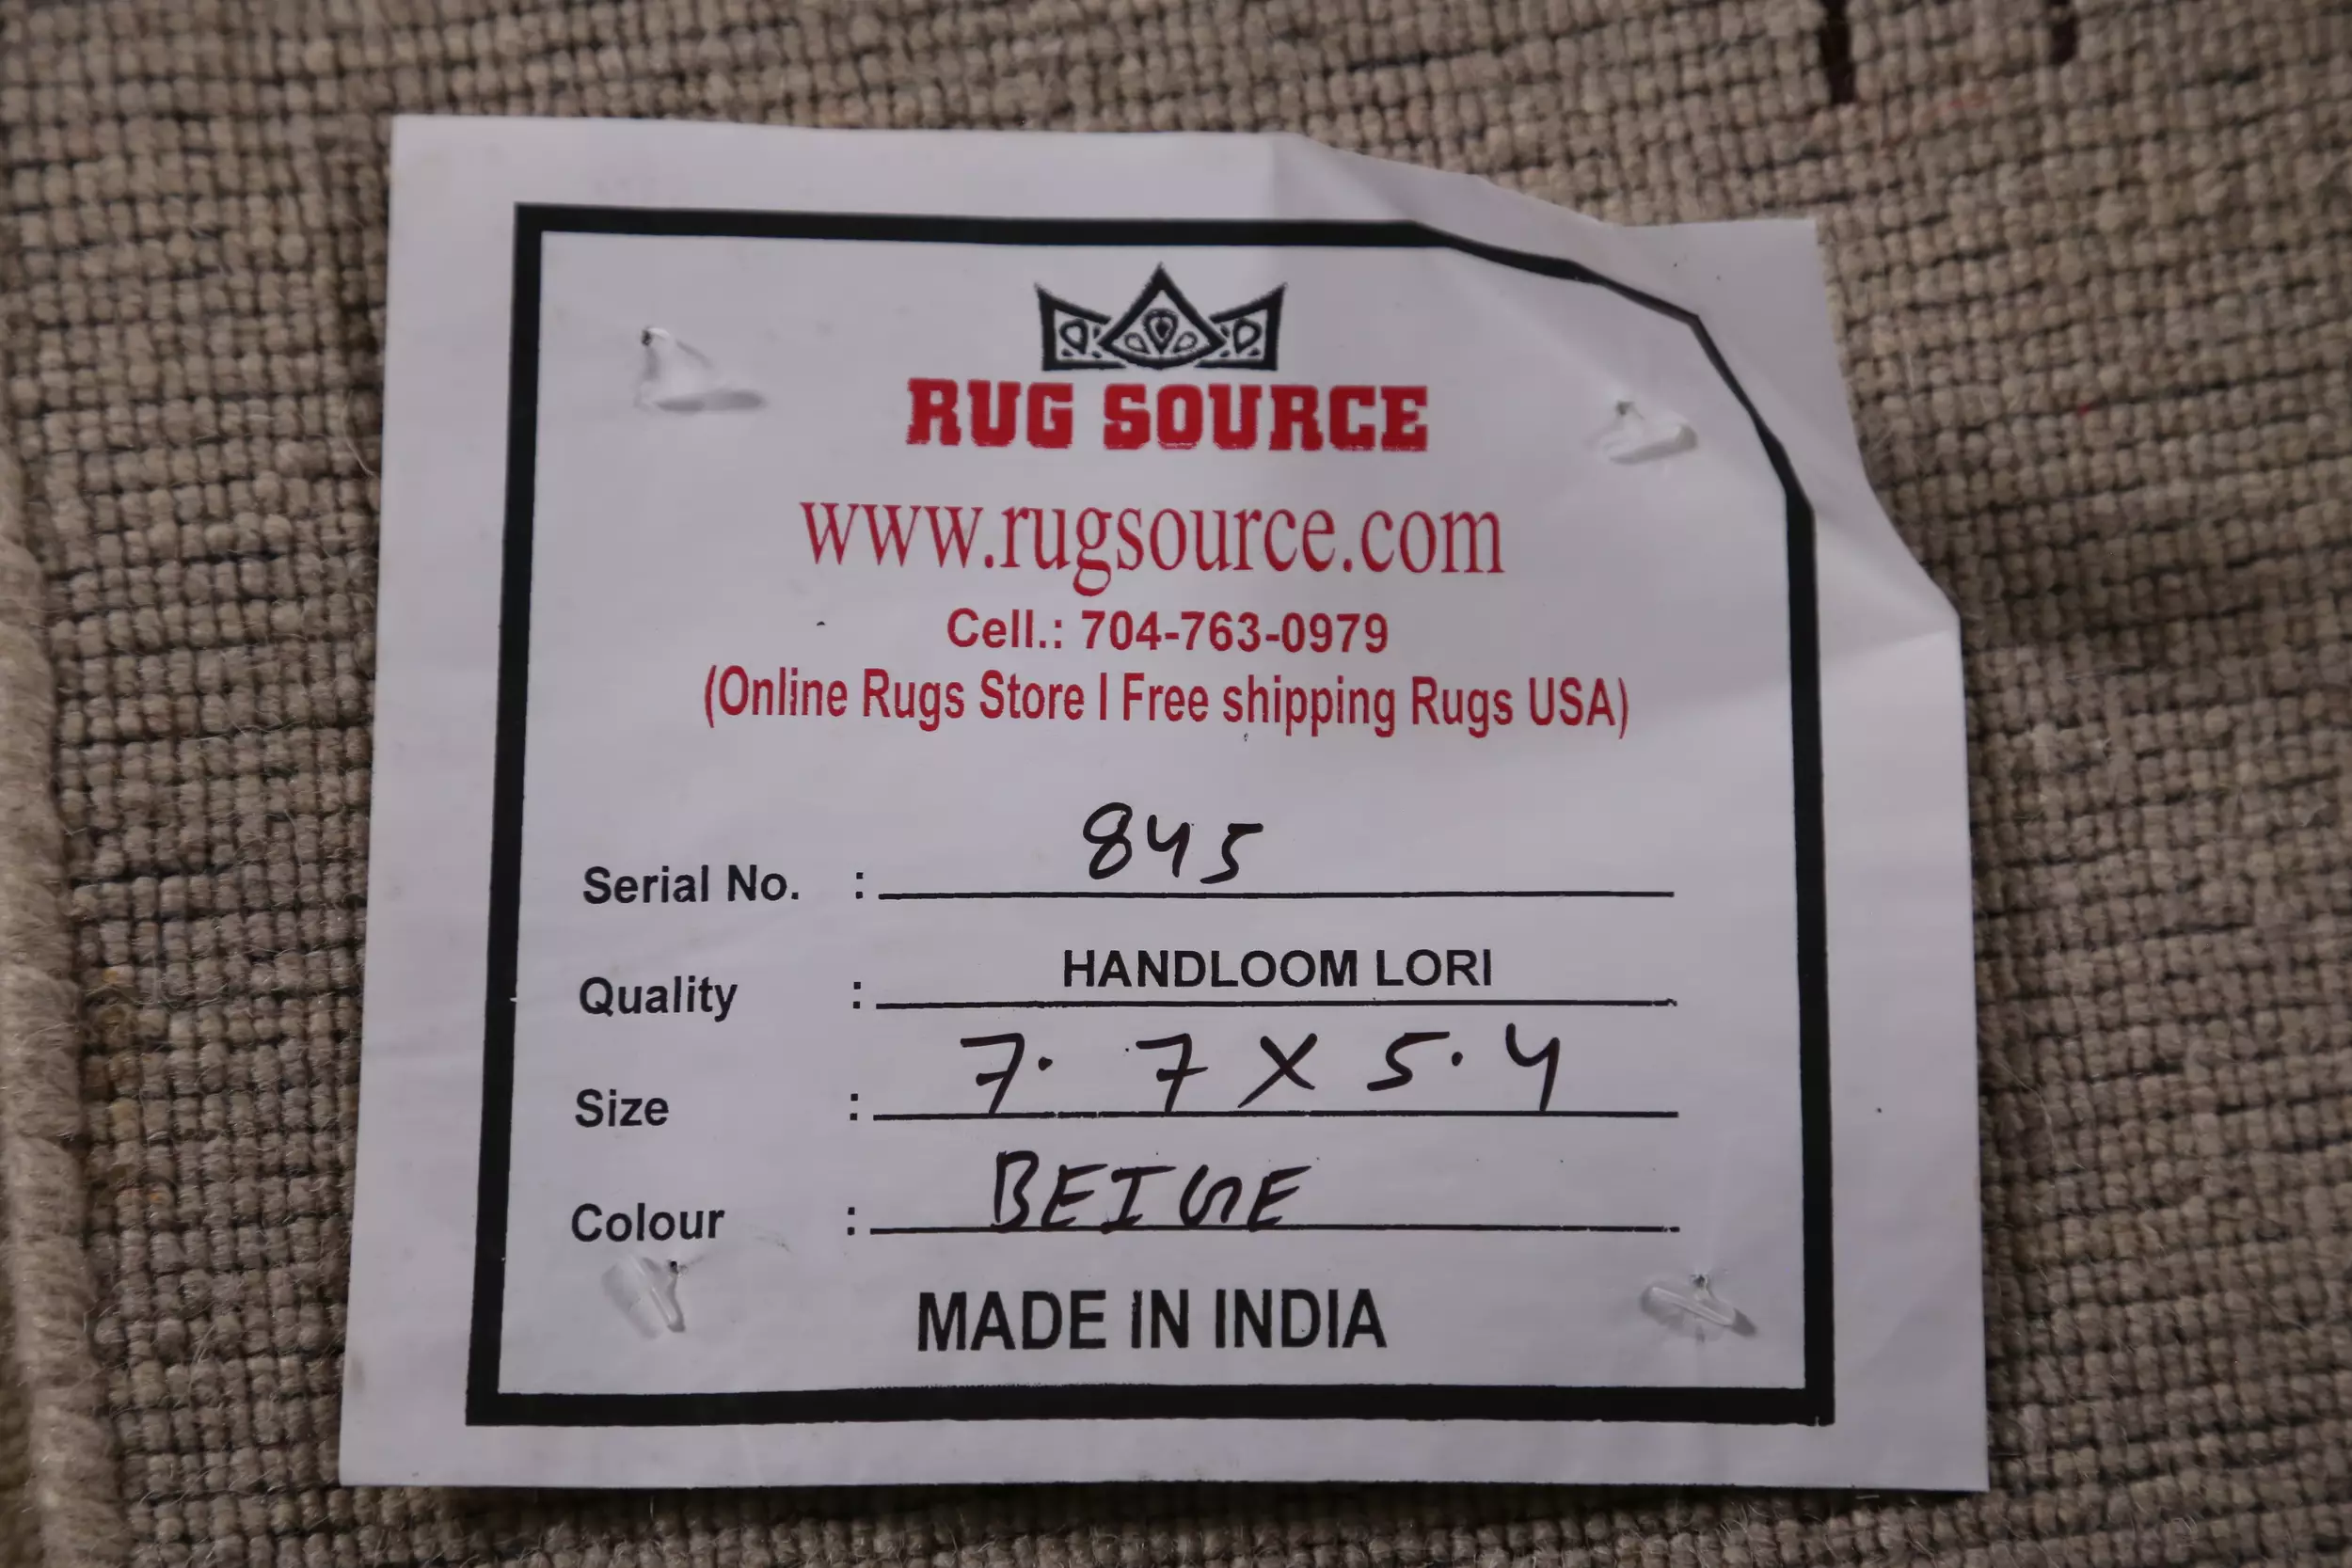 RUG SOURCE
www.rugsource.com
Cell.: 704-763-0979
(Online Rugs Store I Free shipping Rugs USA)
Serial No. : 845
Quality : HANDLOOM LORI
Size : 7. 7 X 5.4
Colour : BEIGE
MADE IN INDIA